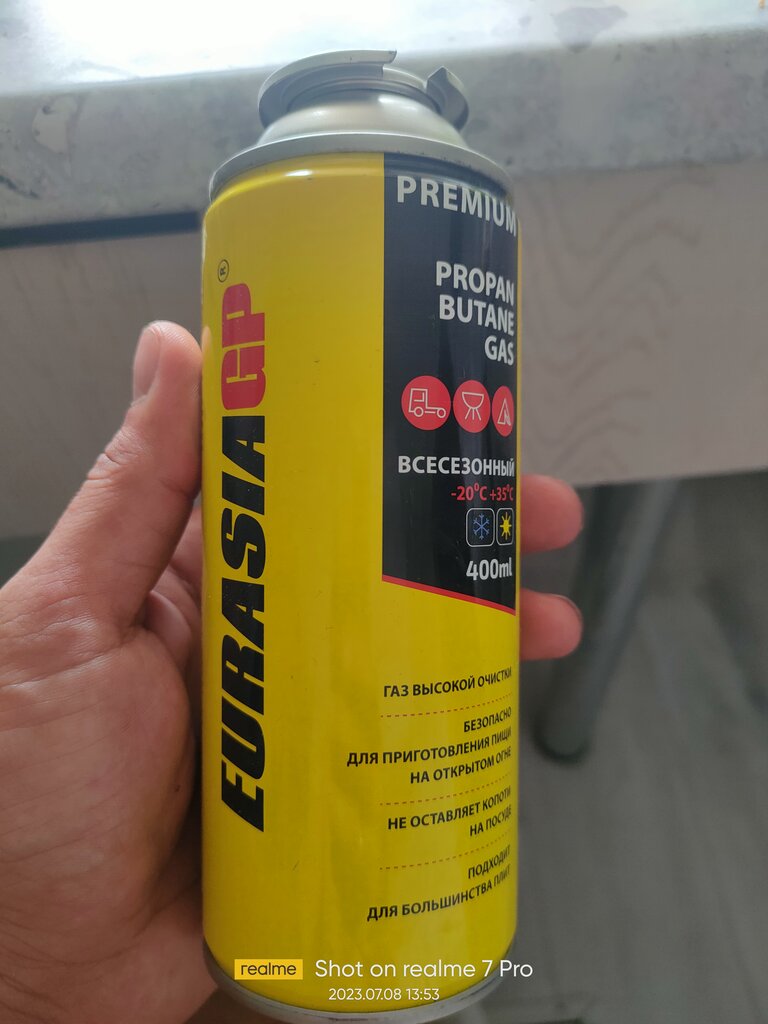 EURASIAGP®
PREMIUM
PROPAN
BUTANE
GAS
ВСЕСЕЗОННЫЙ
-20°C +35°C
400ml
ГАЗ ВЫСОКОЙ ОЧИСТКИ
БЕЗОПАСНО
ДЛЯ ПРИГОТОВЛЕНИЯ ПИЩИ
НА ОТКРЫТОМ ОГНЕ
НЕ ОСТАВЛЯЕТ КОПОТИ
НА ПОСУДЕ
ПОДХОДИТ
ДЛЯ БОЛЬШИНСТВА ПЛИТ
realme Shot on realme 7 Pro
2023.07.08 13:53